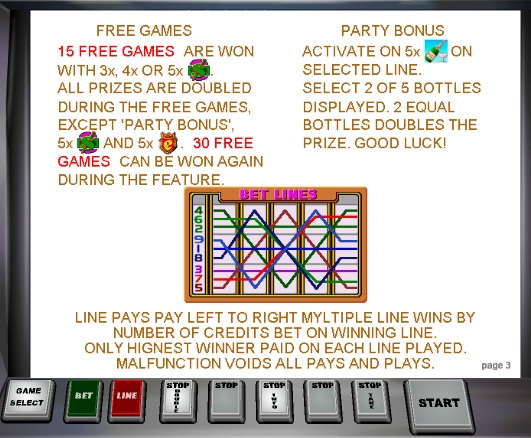 FREE GAMES
15 FREE GAMES ARE WON
WITH 3x, 4x OR 5x .
ALL PRIZES ARE DOUBLED
DURING THE FREE GAMES,
EXCEPT 'PARTY BONUS',
5x AND 5x . 30 FREE
GAMES CAN BE WON AGAIN
DURING THE FEATURE.
PARTY BONUS
ACTIVATE ON 5x ON
SELECTED LINE.
SELECT 2 OF 5 BOTTLES
DISPLAYED. 2 EQUAL
BOTTLES DOUBLES THE
PRIZE. GOOD LUCK!
BET LINES
4
6
2
9
1
8
3
7
5
LINE PAYS PAY LEFT TO RIGHT MYLTIPLE LINE WINS BY
NUMBER OF CREDITS BET ON WINNING LINE.
ONLY HIGNEST WINNER PAID ON EACH LINE PLAYED.
MALFUNCTION VOIDS ALL PAYS AND PLAYS.
page 3
GAME
SELECT
BET
LINE
STOP
DOUBLE
STOP
STOP
INFO
STOP
STOP
TAKE
START